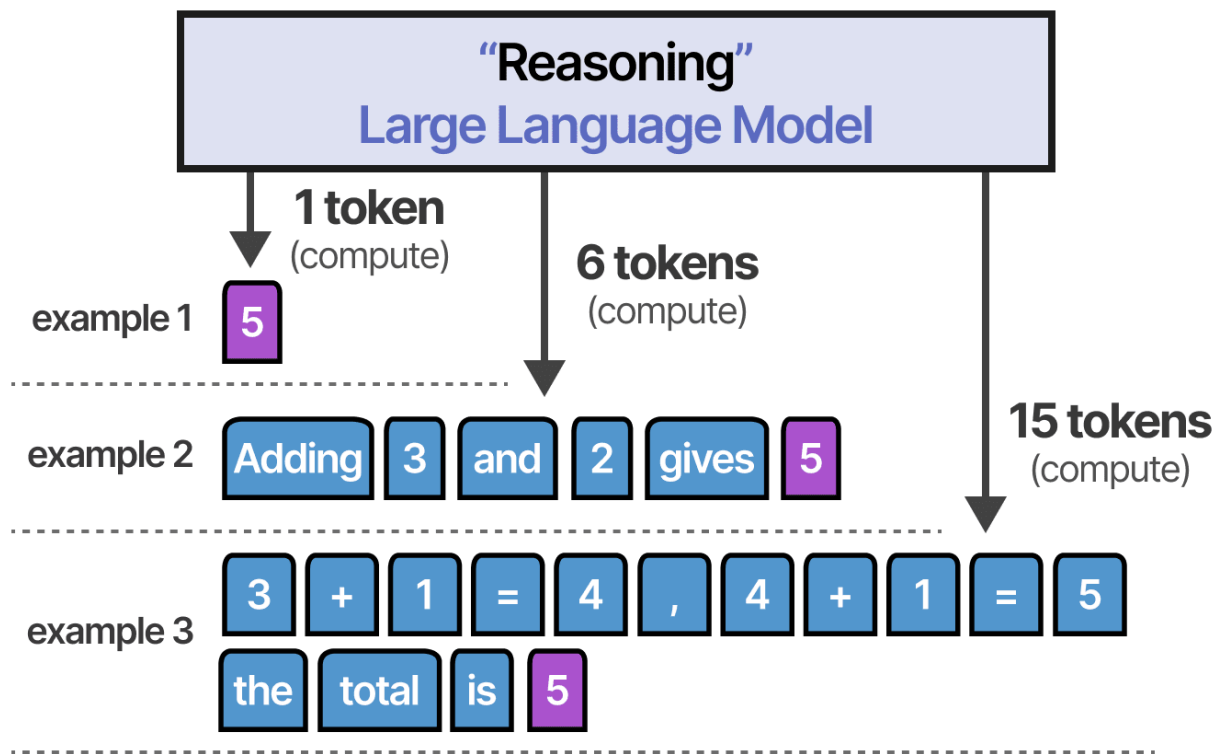 “Reasoning”
Large Language Model
1 token
(compute)
6 tokens
(compute)
example 1 5
15 tokens
(compute)
example 2 Adding 3 and 2 gives 5
example 3
3 + 1 = 4 , 4 + 1 = 5
the total is 5